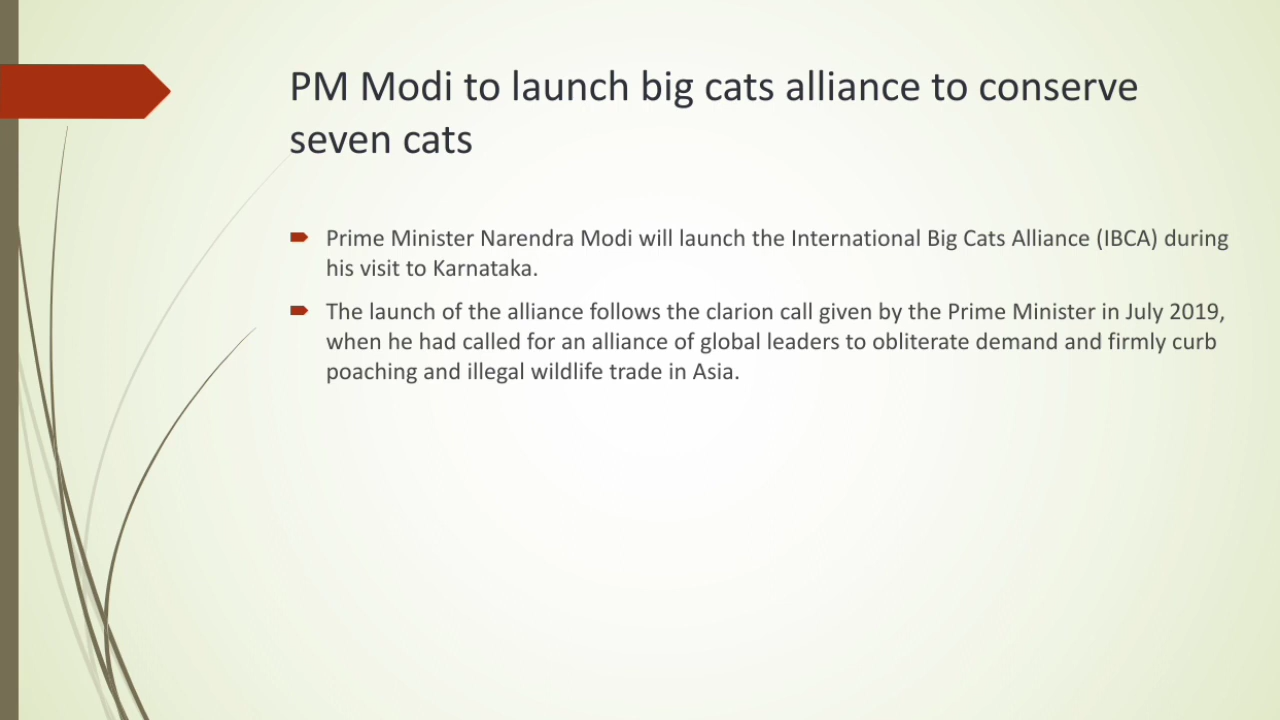 PM Modi to launch big cats alliance to conserve
seven cats
Prime Minister Narendra Modi will launch the International Big Cats Alliance (IBCA) during
his visit to Karnataka.
The launch of the alliance follows the clarion call given by the Prime Minister in July 2019,
when he had called for an alliance of global leaders to obliterate demand and firmly curb
poaching and illegal wildlife trade in Asia.